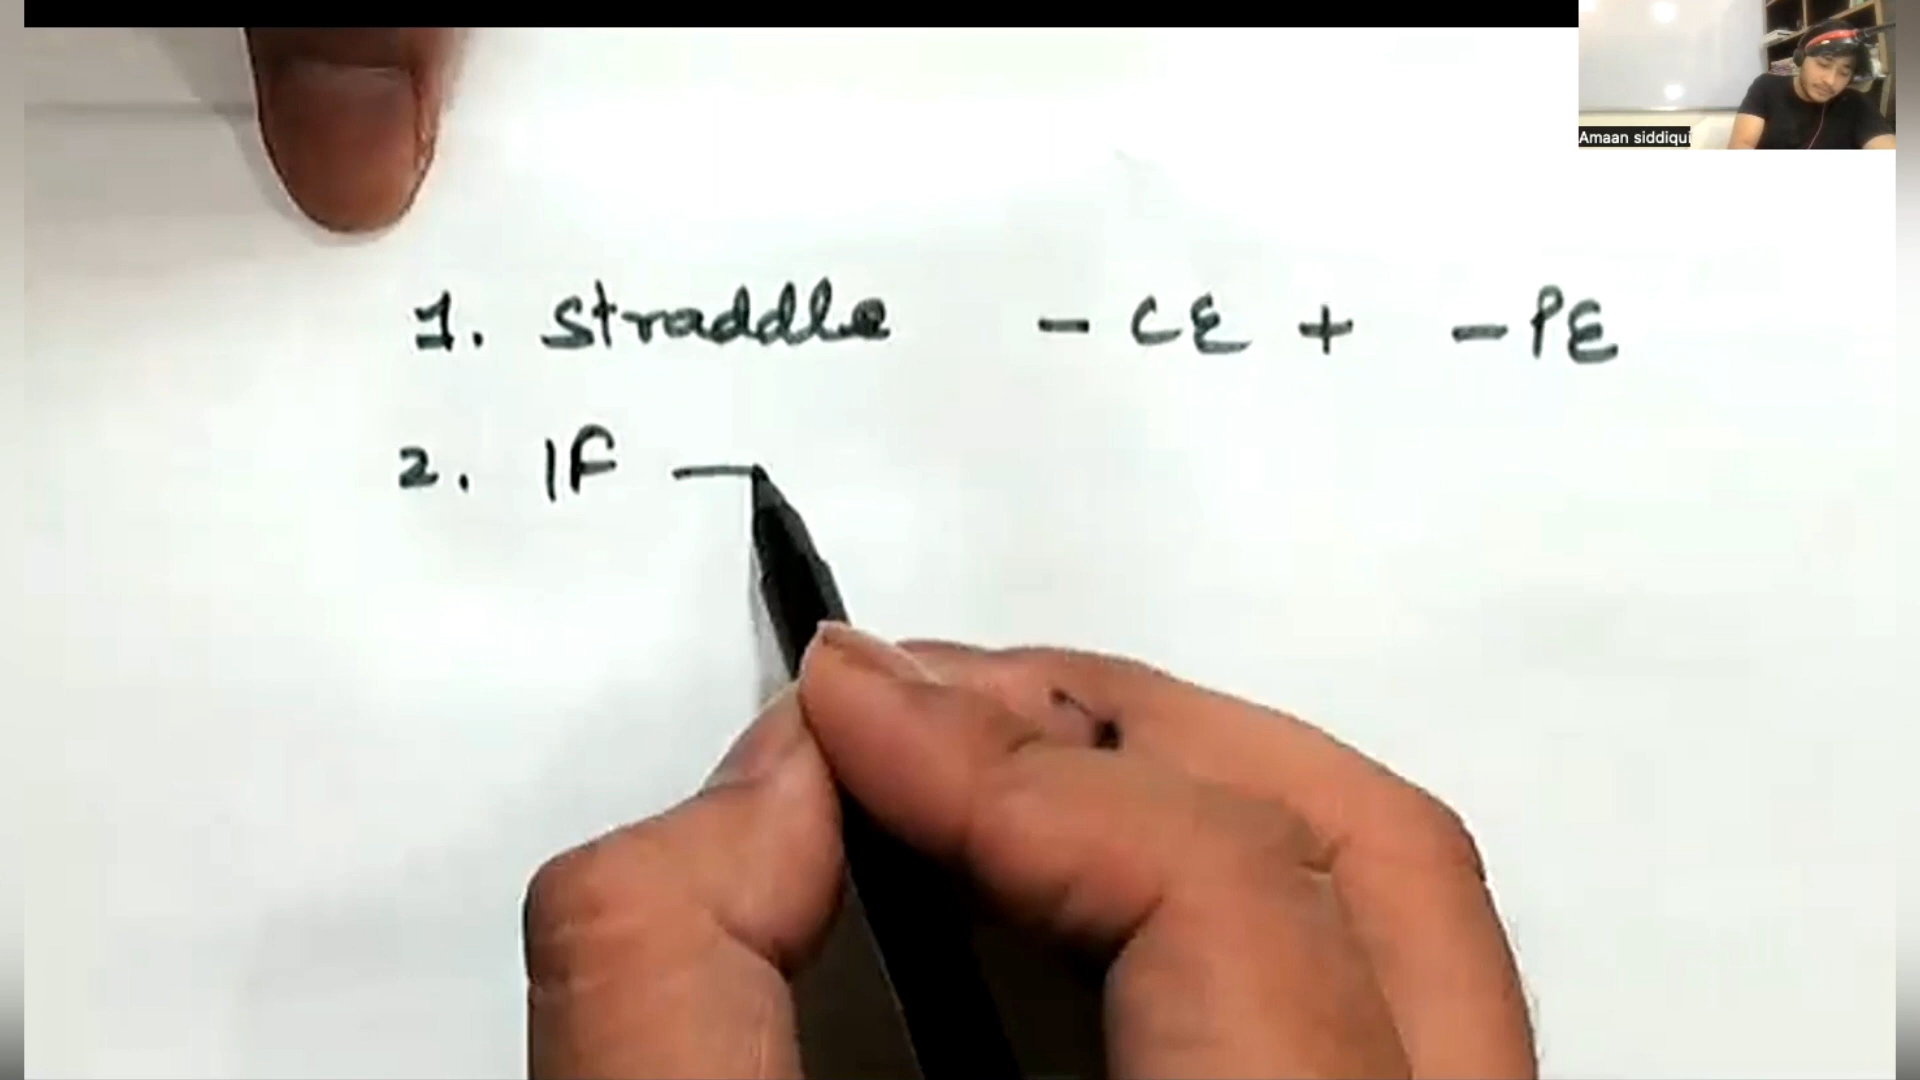 Amaan siddiqui
1. Straddle - CE + - PE
2. IF —